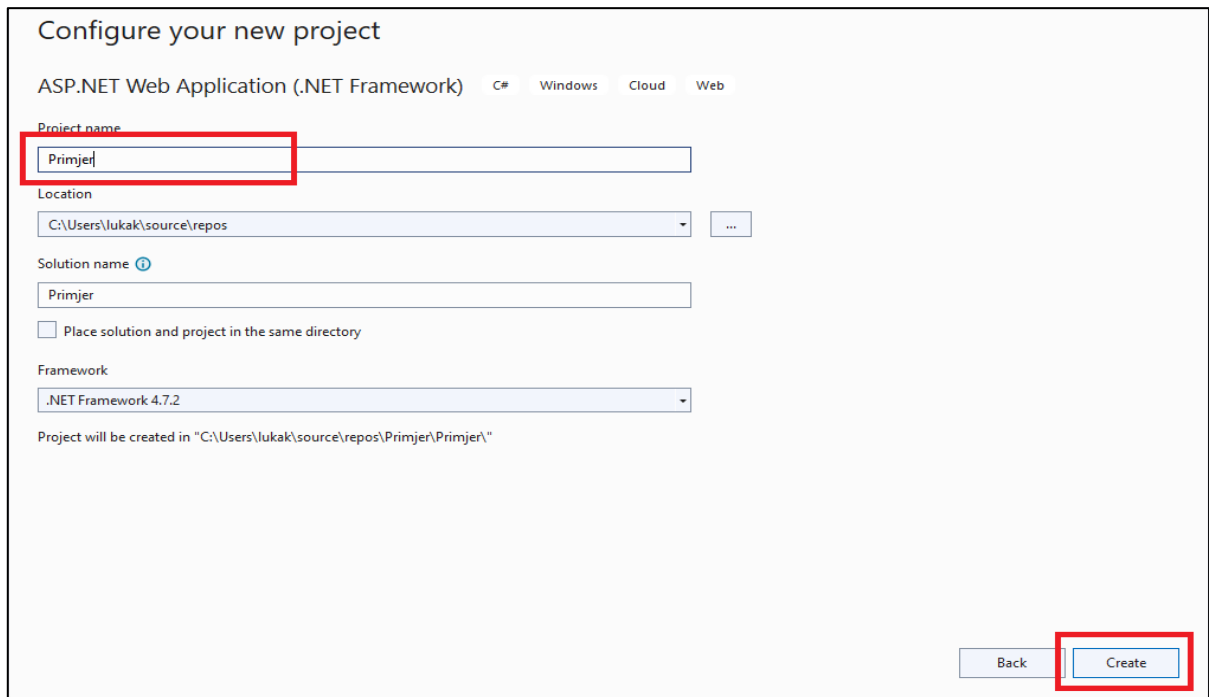 Configure your new project
ASP.NET Web Application (.NET Framework) C# Windows Cloud Web
Project name
Primjer
Location
C:\Users\lukak\source\repos
...
Solution name
Primjer
Place solution and project in the same directory
Framework
.NET Framework 4.7.2
Project will be created in "C:\Users\lukak\source\repos\Primjer\Primjer\"
Back Create